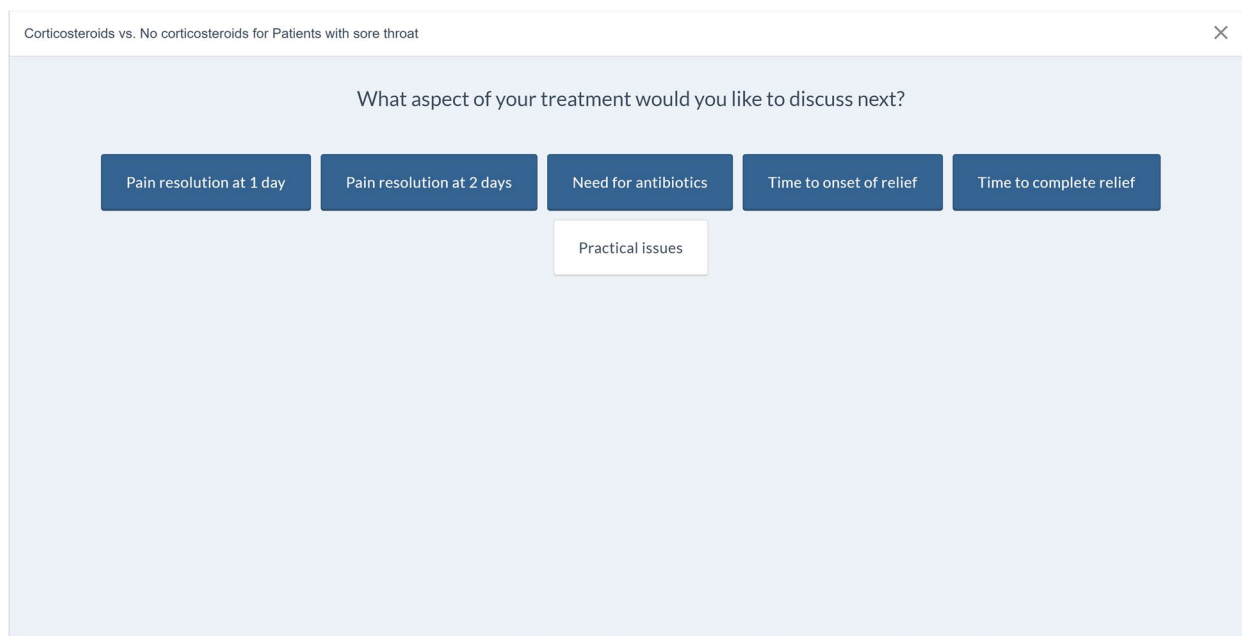 Corticosteroids vs. No corticosteroids for Patients with sore throat
What aspect of your treatment would you like to discuss next?
Pain resolution at 1 day
Pain resolution at 2 days
Need for antibiotics
Time to onset of relief
Time to complete relief
Practical issues